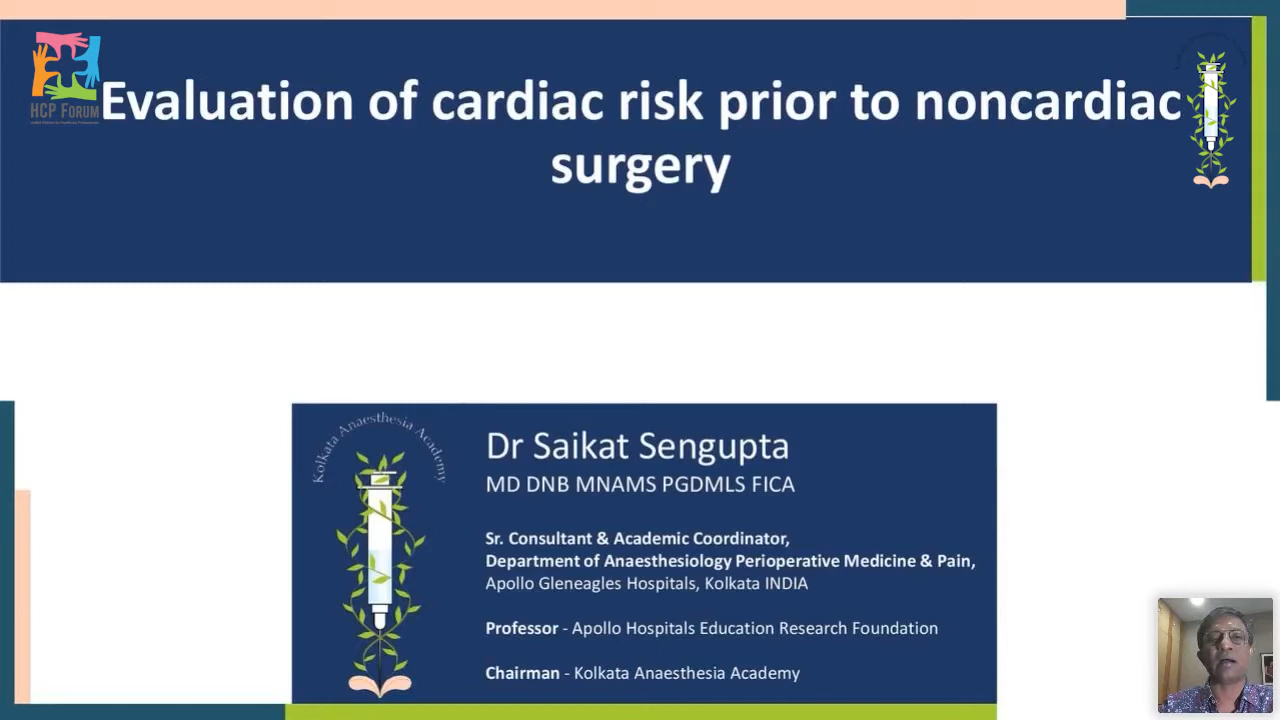 HCP FORUM
Evaluation of cardiac risk prior to noncardiac
surgery
Kolkata Anaesthesia Academy
Dr Saikat Sengupta
MD DNB MNAMS PGDMLS FICA
Sr. Consultant & Academic Coordinator,
Department of Anaesthesiology Perioperative Medicine & Pain,
Apollo Gleneagles Hospitals, Kolkata INDIA
Professor - Apollo Hospitals Education Research Foundation
Chairman - Kolkata Anaesthesia Academy